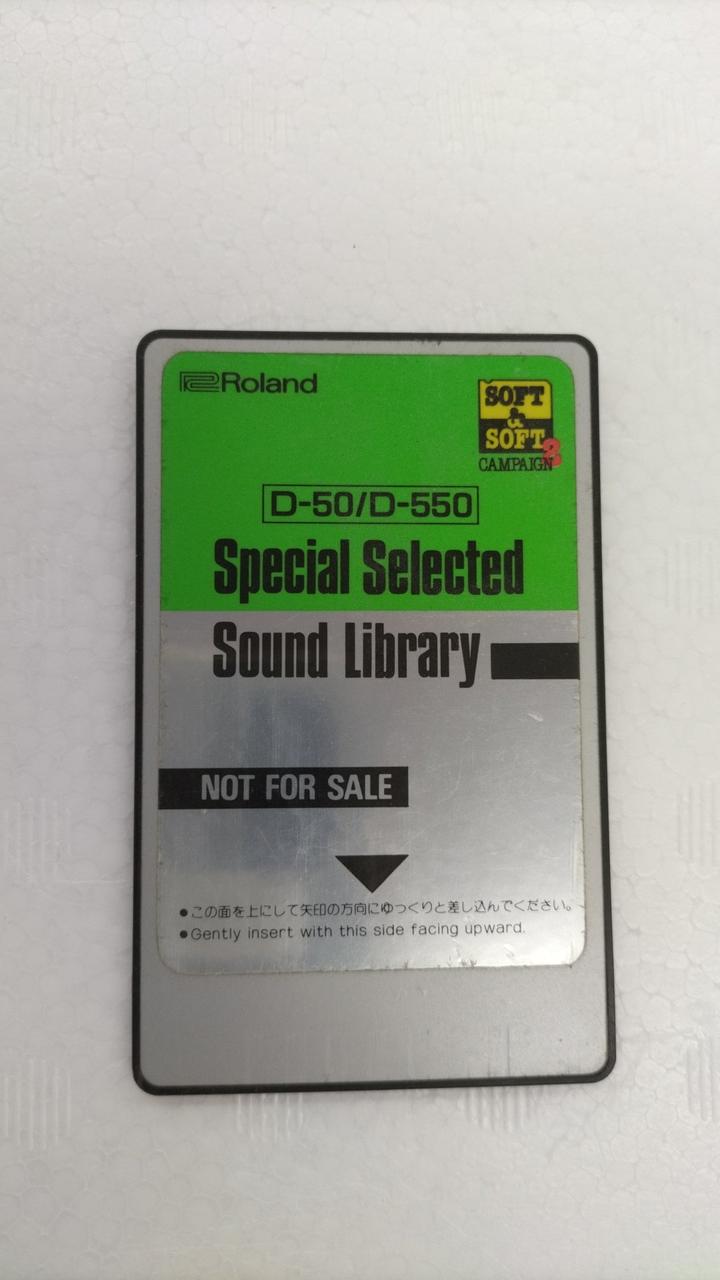 Roland
SOFT
&
SOFT
CAMPAIGN 3
D-50/D-550
Special Selected
Sound Library
NOT FOR SALE
●この面を上にして矢印の方向にゆっくりと差し込んでください。
●Gently insert with this side facing upward.